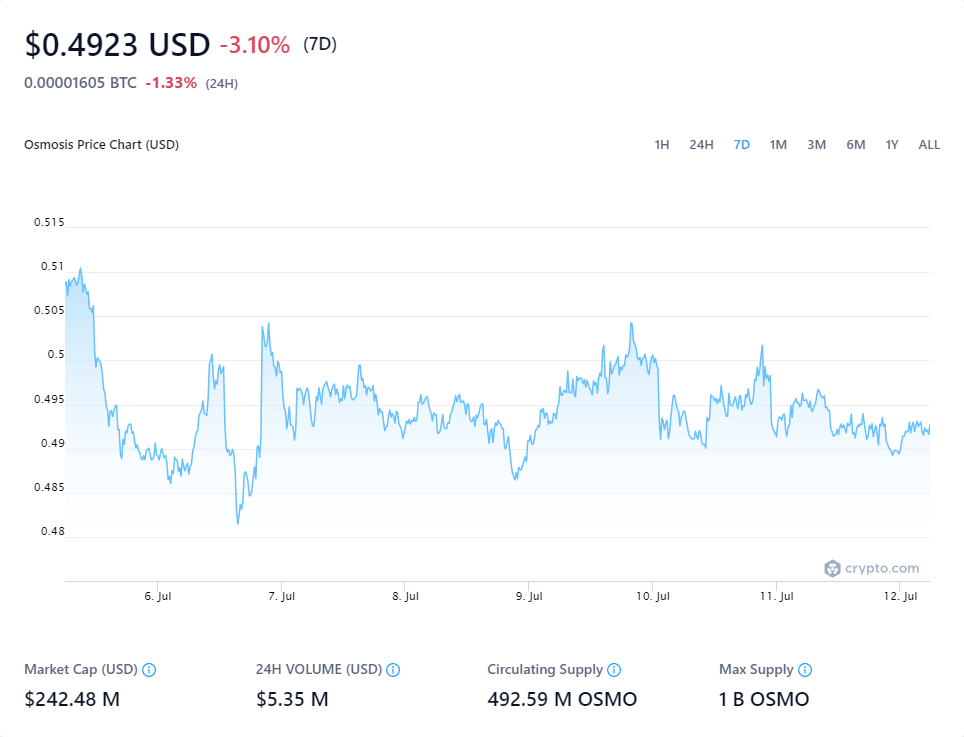 $0.4923 USD -3.10% (7D)
0.00001605 BTC -1.33% (24H)
Osmosis Price Chart (USD)
1H 24H 7D 1M 3M 6M 1Y ALL
0.515
0.51
0.505
0.5
0.495
0.49
0.485
0.48
crypto.com
6. Jul 7. Jul 8. Jul 9. Jul 10. Jul 11. Jul 12. Jul
Market Cap (USD) 24H VOLUME (USD) Circulating Supply Max Supply
$242.48 M $5.35 M 492.59 M OSMO 1 B OSMO